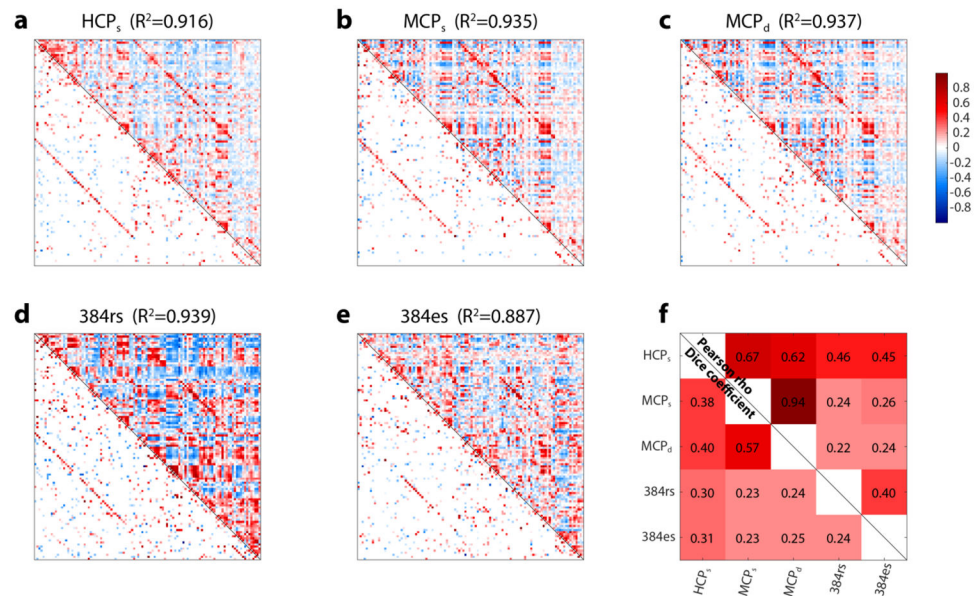 a HCPₛ (R²=0.916)
b MCPₛ (R²=0.935)
c MCP_d (R²=0.937)
0.8
0.6
0.4
0.2
0
-0.2
-0.4
-0.6
-0.8
d 384rs (R²=0.939)
e 384es (R²=0.887)
f
Pearson rho
Dice coefficient
HCPₛ 0.67 0.62 0.46 0.45
MCPₛ 0.38 0.94 0.24 0.26
MCP_d 0.40 0.57 0.22 0.24
384rs 0.30 0.23 0.24 0.40
384es 0.31 0.23 0.25 0.24
HCPₛ MCPₛ MCP_d 384rs 384es